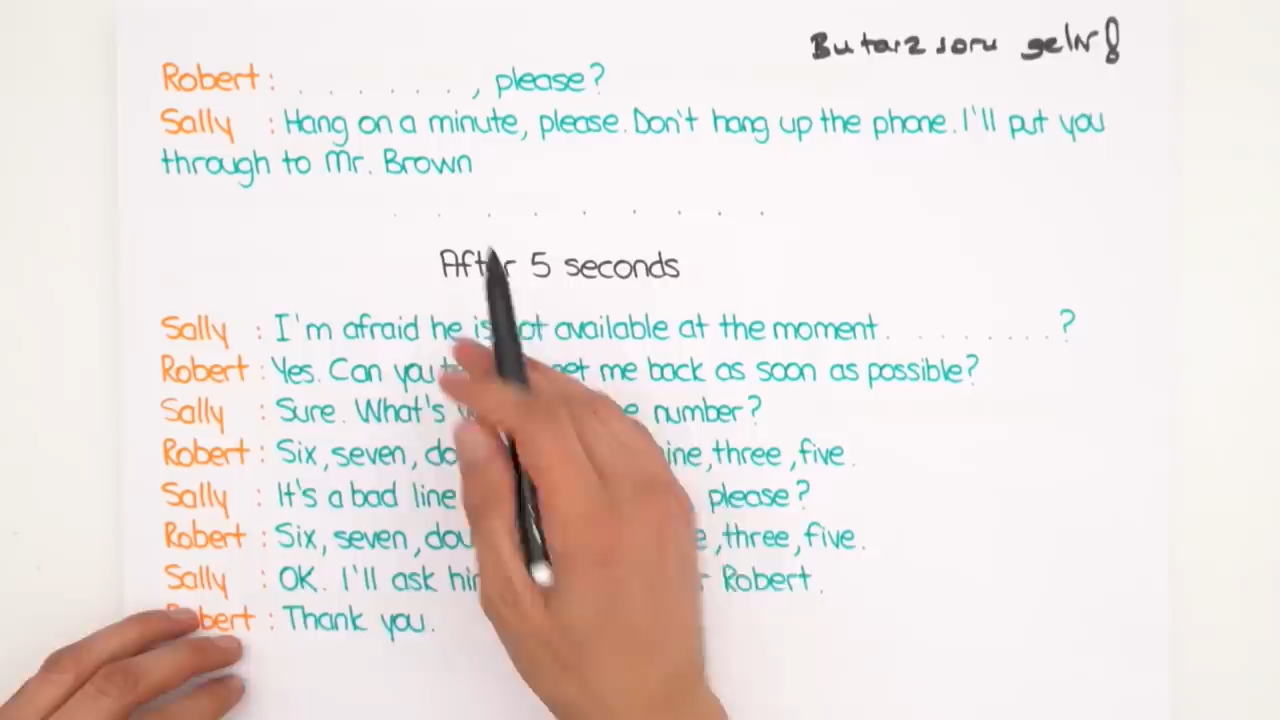 Bu tarz soru gelir!
Robert : . . . . . . . , please?
Sally : Hang on a minute, please. Don't hang up the phone. I'll put you
through to Mr. Brown
. . . . . . . . .
After 5 seconds
Sally : I'm afraid he is not available at the moment. . . . . . . . ?
Robert : Yes. Can you me back as soon as possible?
Sally : Sure. What's number?
Robert : Six, seven, three, five.
Sally : It's a bad line please?
Robert : Six, seven, three, five.
Sally : OK. I'll ask Robert.
Robert : Thank you.